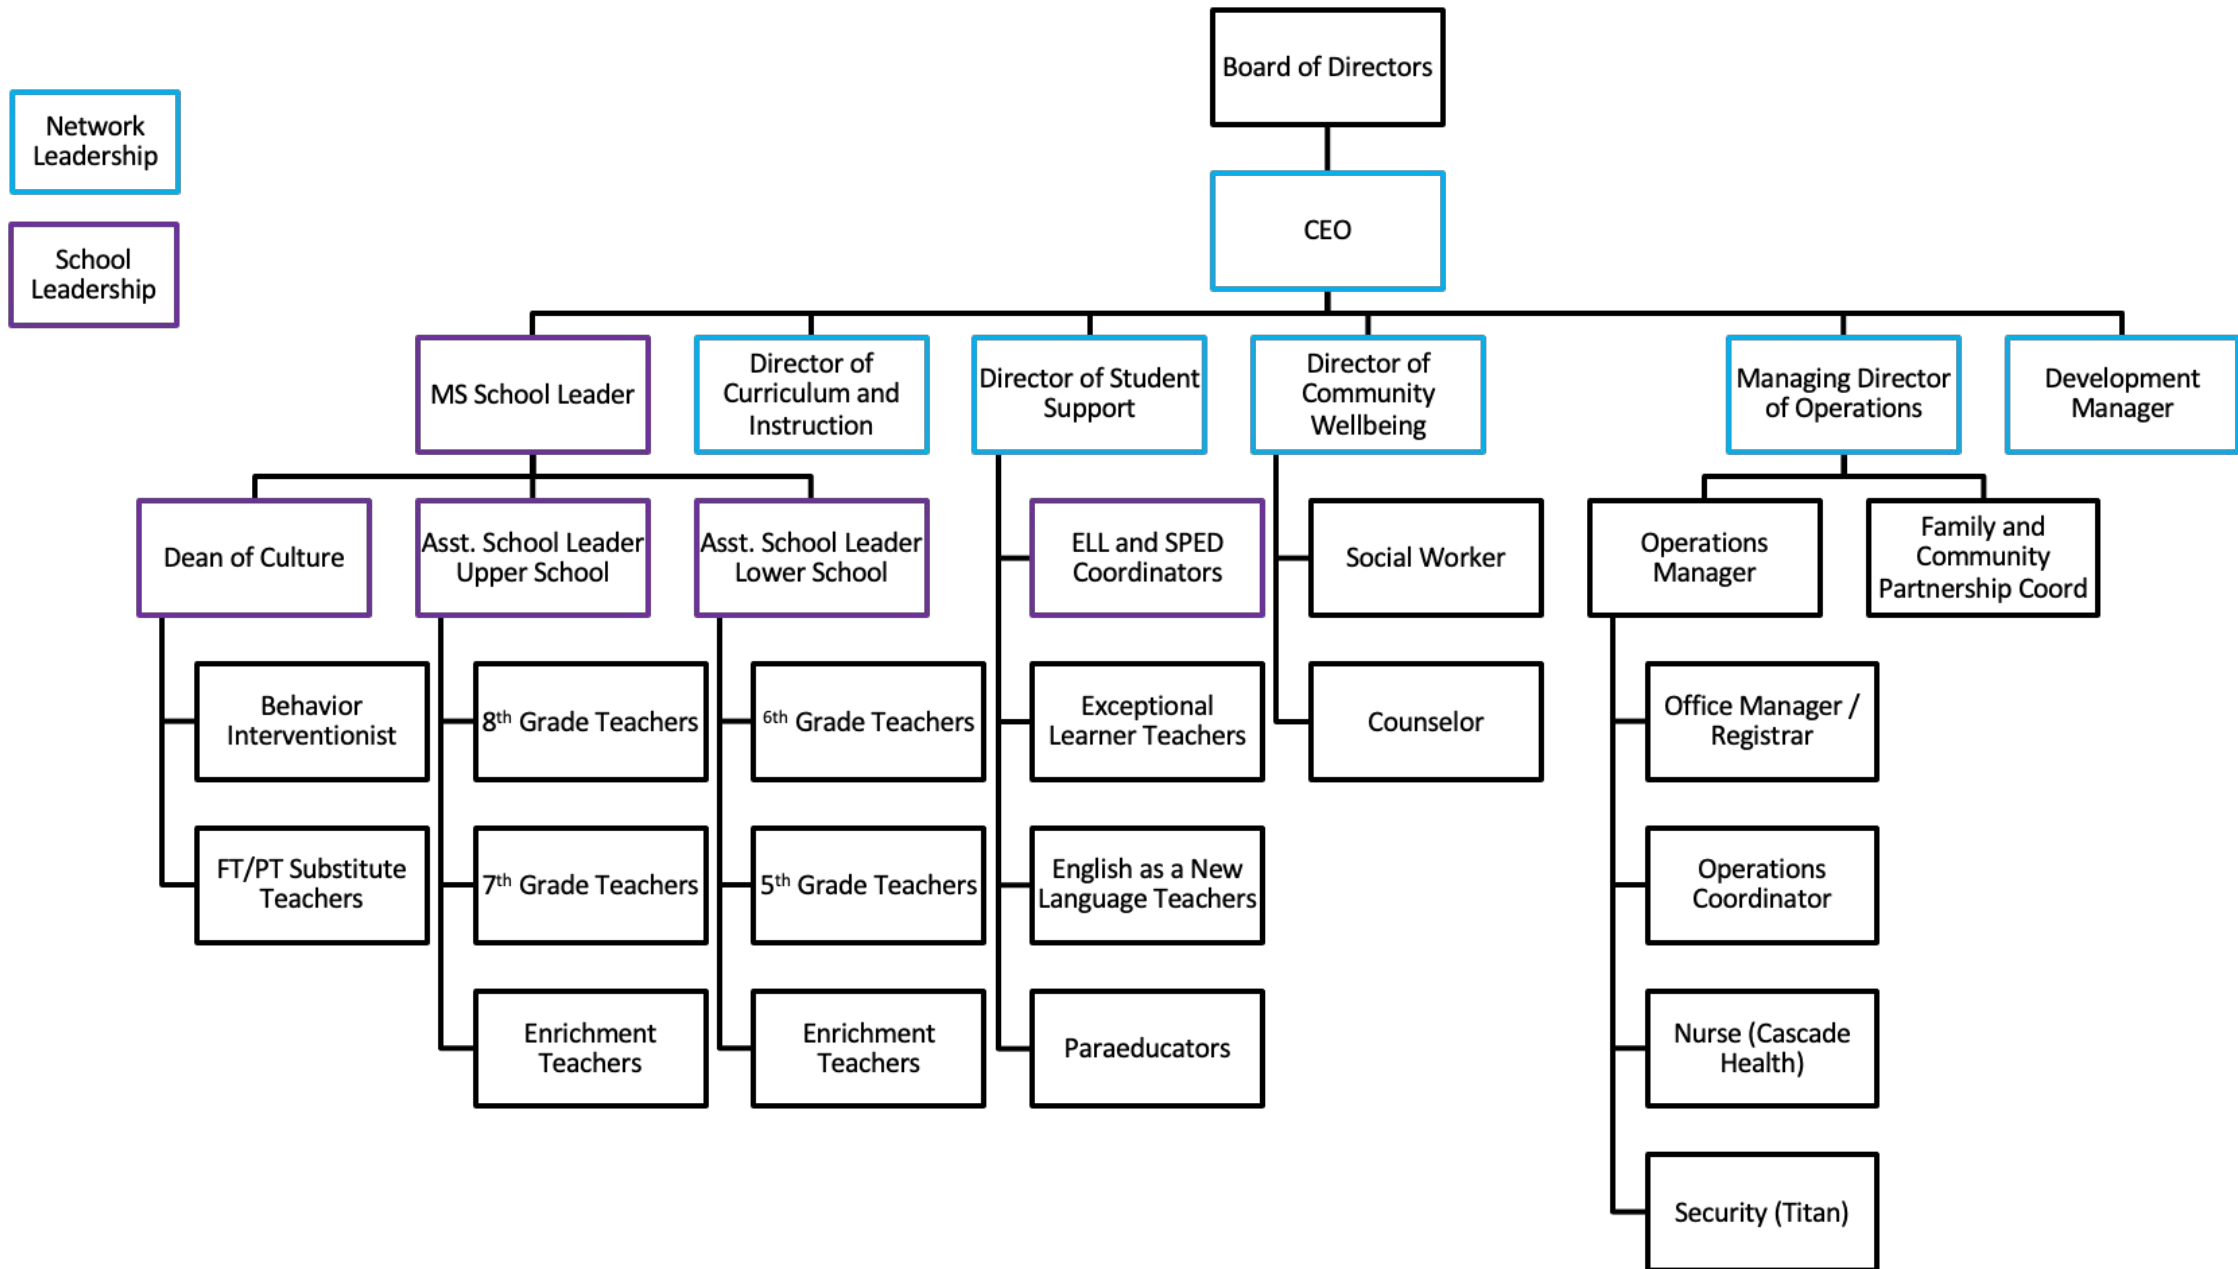 Board of Directors
Network
Leadership
CEO
School
Leadership
MS School Leader
Director of
Curriculum and
Instruction
Director of Student
Support
Director of
Community
Wellbeing
Managing Director
of Operations
Development
Manager
Dean of Culture
Asst. School Leader
Upper School
Asst. School Leader
Lower School
ELL and SPED
Coordinators
Social Worker
Operations
Manager
Family and
Community
Partnership Coord
Behavior
Interventionist
8th Grade Teachers
6th Grade Teachers
Exceptional
Learner Teachers
Counselor
Office Manager /
Registrar
FT/PT Substitute
Teachers
7th Grade Teachers
5th Grade Teachers
English as a New
Language Teachers
Operations
Coordinator
Enrichment
Teachers
Enrichment
Teachers
Paraeducators
Nurse (Cascade
Health)
Security (Titan)